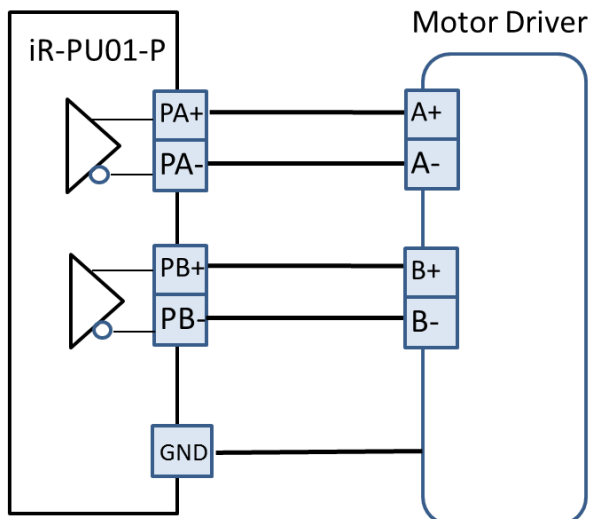 Motor Driver
iR-PU01-P
PA+
A+
PA-
A-
PB+
B+
PB-
B-
GND